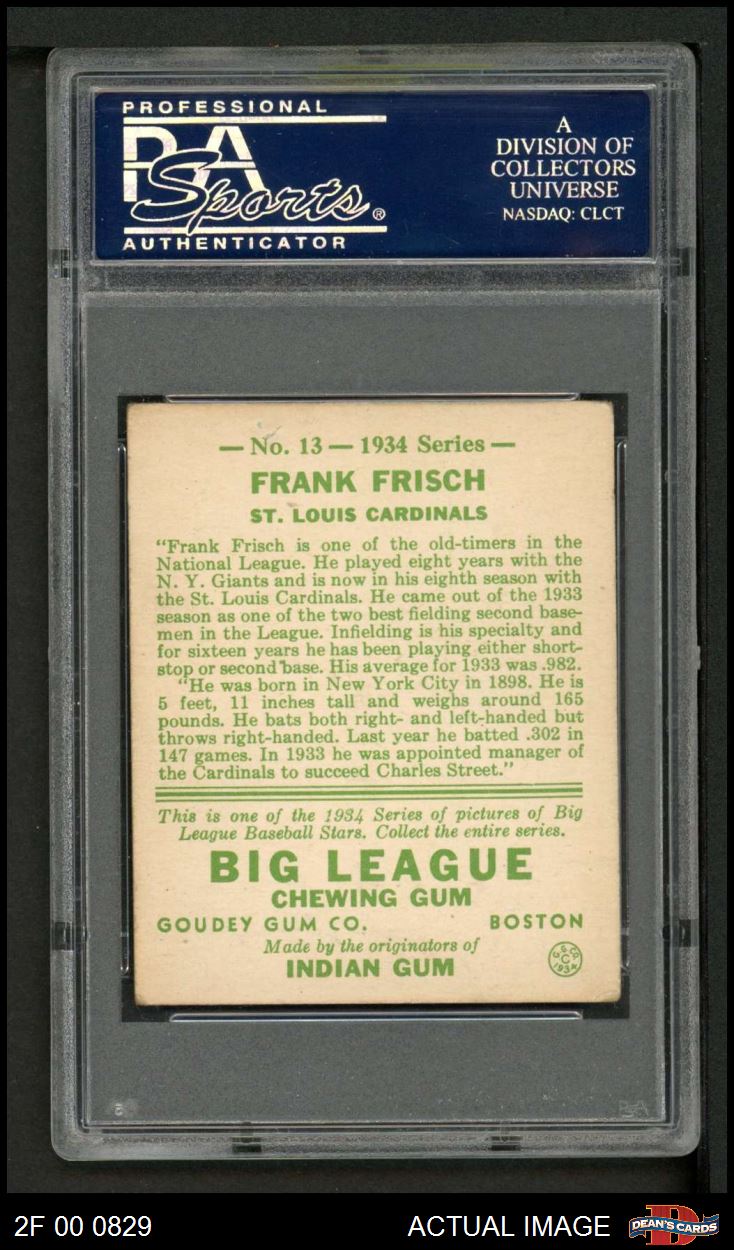 PROFESSIONAL
PSA
Sports®
AUTHENTICATOR
A
DIVISION OF
COLLECTORS
UNIVERSE
NASDAQ: CLCT
— No. 13 — 1934 Series —
FRANK FRISCH
ST. LOUIS CARDINALS
“Frank Frisch is one of the old-timers in the
National League. He played eight years with the
N. Y. Giants and is now in his eighth season with
the St. Louis Cardinals. He came out of the 1933
season as one of the two best fielding second base-
men in the League. Infielding is his specialty and
for sixteen years he has been playing either short-
stop or second base. His average for 1933 was .982.
“He was born in New York City in 1898. He is
5 feet, 11 inches tall and weighs around 165
pounds. He bats both right- and left-handed but
throws right-handed. Last year he batted .302 in
147 games. In 1933 he was appointed manager of
the Cardinals to succeed Charles Street.”
This is one of the 1934 Series of pictures of Big
League Baseball Stars. Collect the entire series.
BIG LEAGUE
CHEWING GUM
GOUDEY GUM CO. BOSTON
Made by the originators of
INDIAN GUM
G.G.CO.
C
1934
PSA
2F 00 0829
ACTUAL IMAGE
DEAN'S CARDS